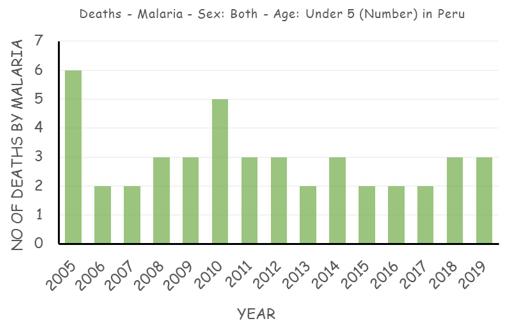 Deaths - Malaria - Sex: Both - Age: Under 5 (Number) in Peru
NO OF DEATHS BY MALARIA
7
6
5
4
3
2
1
0
2005 2006 2007 2008 2009 2010 2011 2012 2013 2014 2015 2016 2017 2018 2019
YEAR